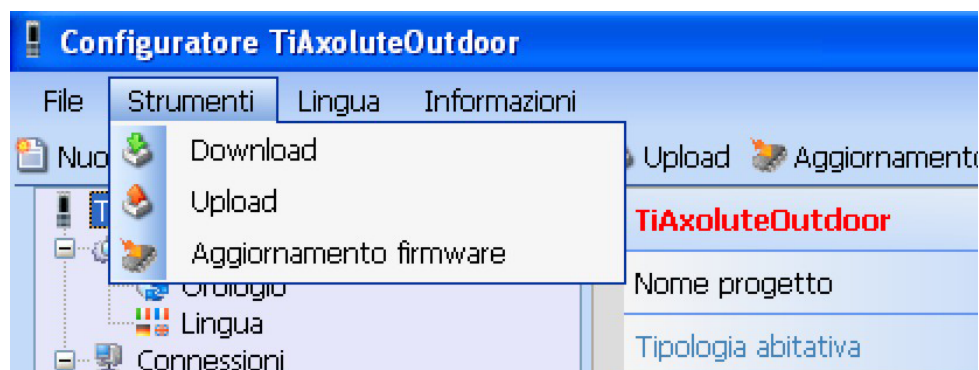 Configuratore TiAxoluteOutdoor
File Strumenti Lingua Informazioni
Download
Upload
Aggiornamento firmware
Upload Aggiornamento
TiAxoluteOutdoor
Nome progetto
Orologio
Lingua
Tipologia abitativa
Connessioni